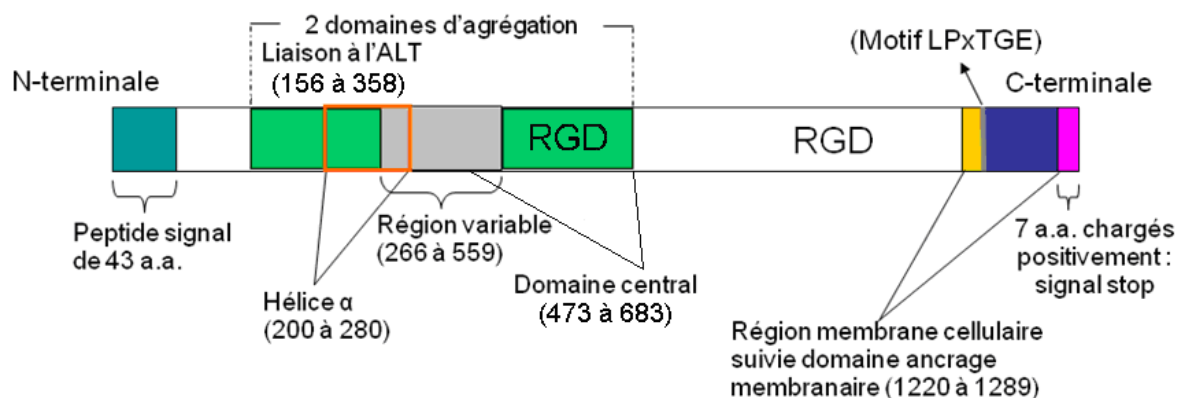 2 domaines d’agrégation
Liaison à l’ALT
(156 à 358)
(Motif LPxTGE)
N-terminale
C-terminale
RGD
RGD
Peptide signal
de 43 a.a.
Région variable
(266 à 559)
7 a.a. chargés
positivement :
signal stop
Hélice α
(200 à 280)
Domaine central
(473 à 683)
Région membrane cellulaire
suivie domaine ancrage
membranaire (1220 à 1289)